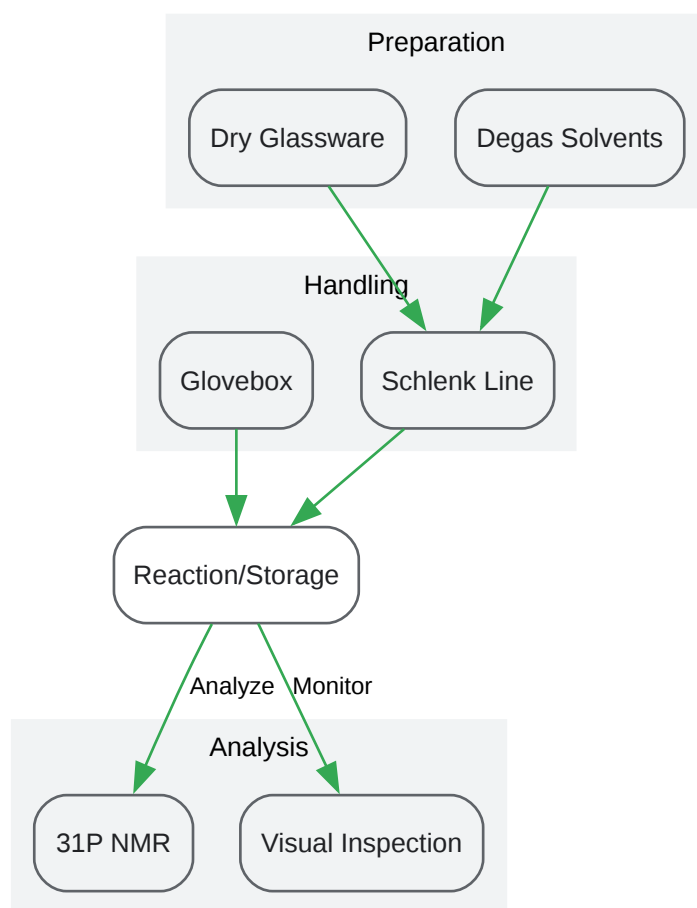 Preparation
Dry Glassware
Degas Solvents
Handling
Glovebox
Schlenk Line
Reaction/Storage
Analyze
Monitor
Analysis
31P NMR
Visual Inspection